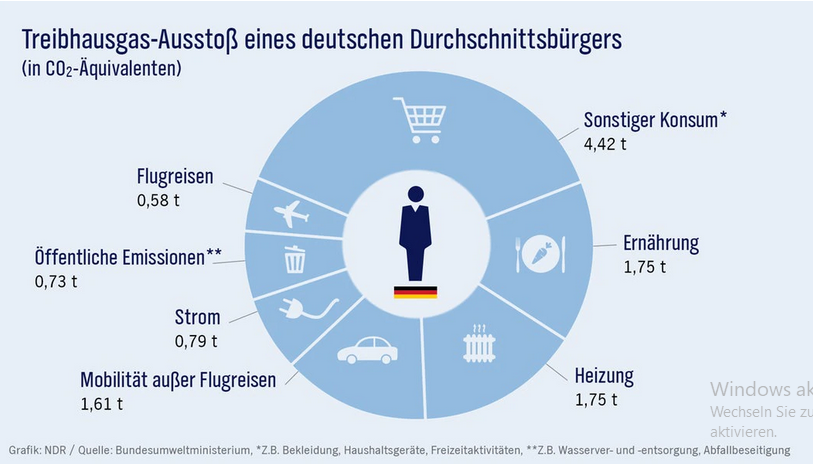 Treibhausgas-Ausstoß eines deutschen Durchschnittsbürgers
(in CO₂-Äquivalenten)
Sonstiger Konsum*
4,42 t
Flugreisen
0,58 t
Ernährung
1,75 t
Öffentliche Emissionen**
0,73 t
Strom
0,79 t
Heizung
1,75 t
Mobilität außer Flugreisen
1,61 t
Windows ak
Wechseln Sie zu
aktivieren.
Grafik: NDR / Quelle: Bundesumweltministerium, *Z.B. Bekleidung, Haushaltsgeräte, Freizeitaktivitäten, **Z.B. Wasserver- und -entsorgung, Abfallbeseitigung